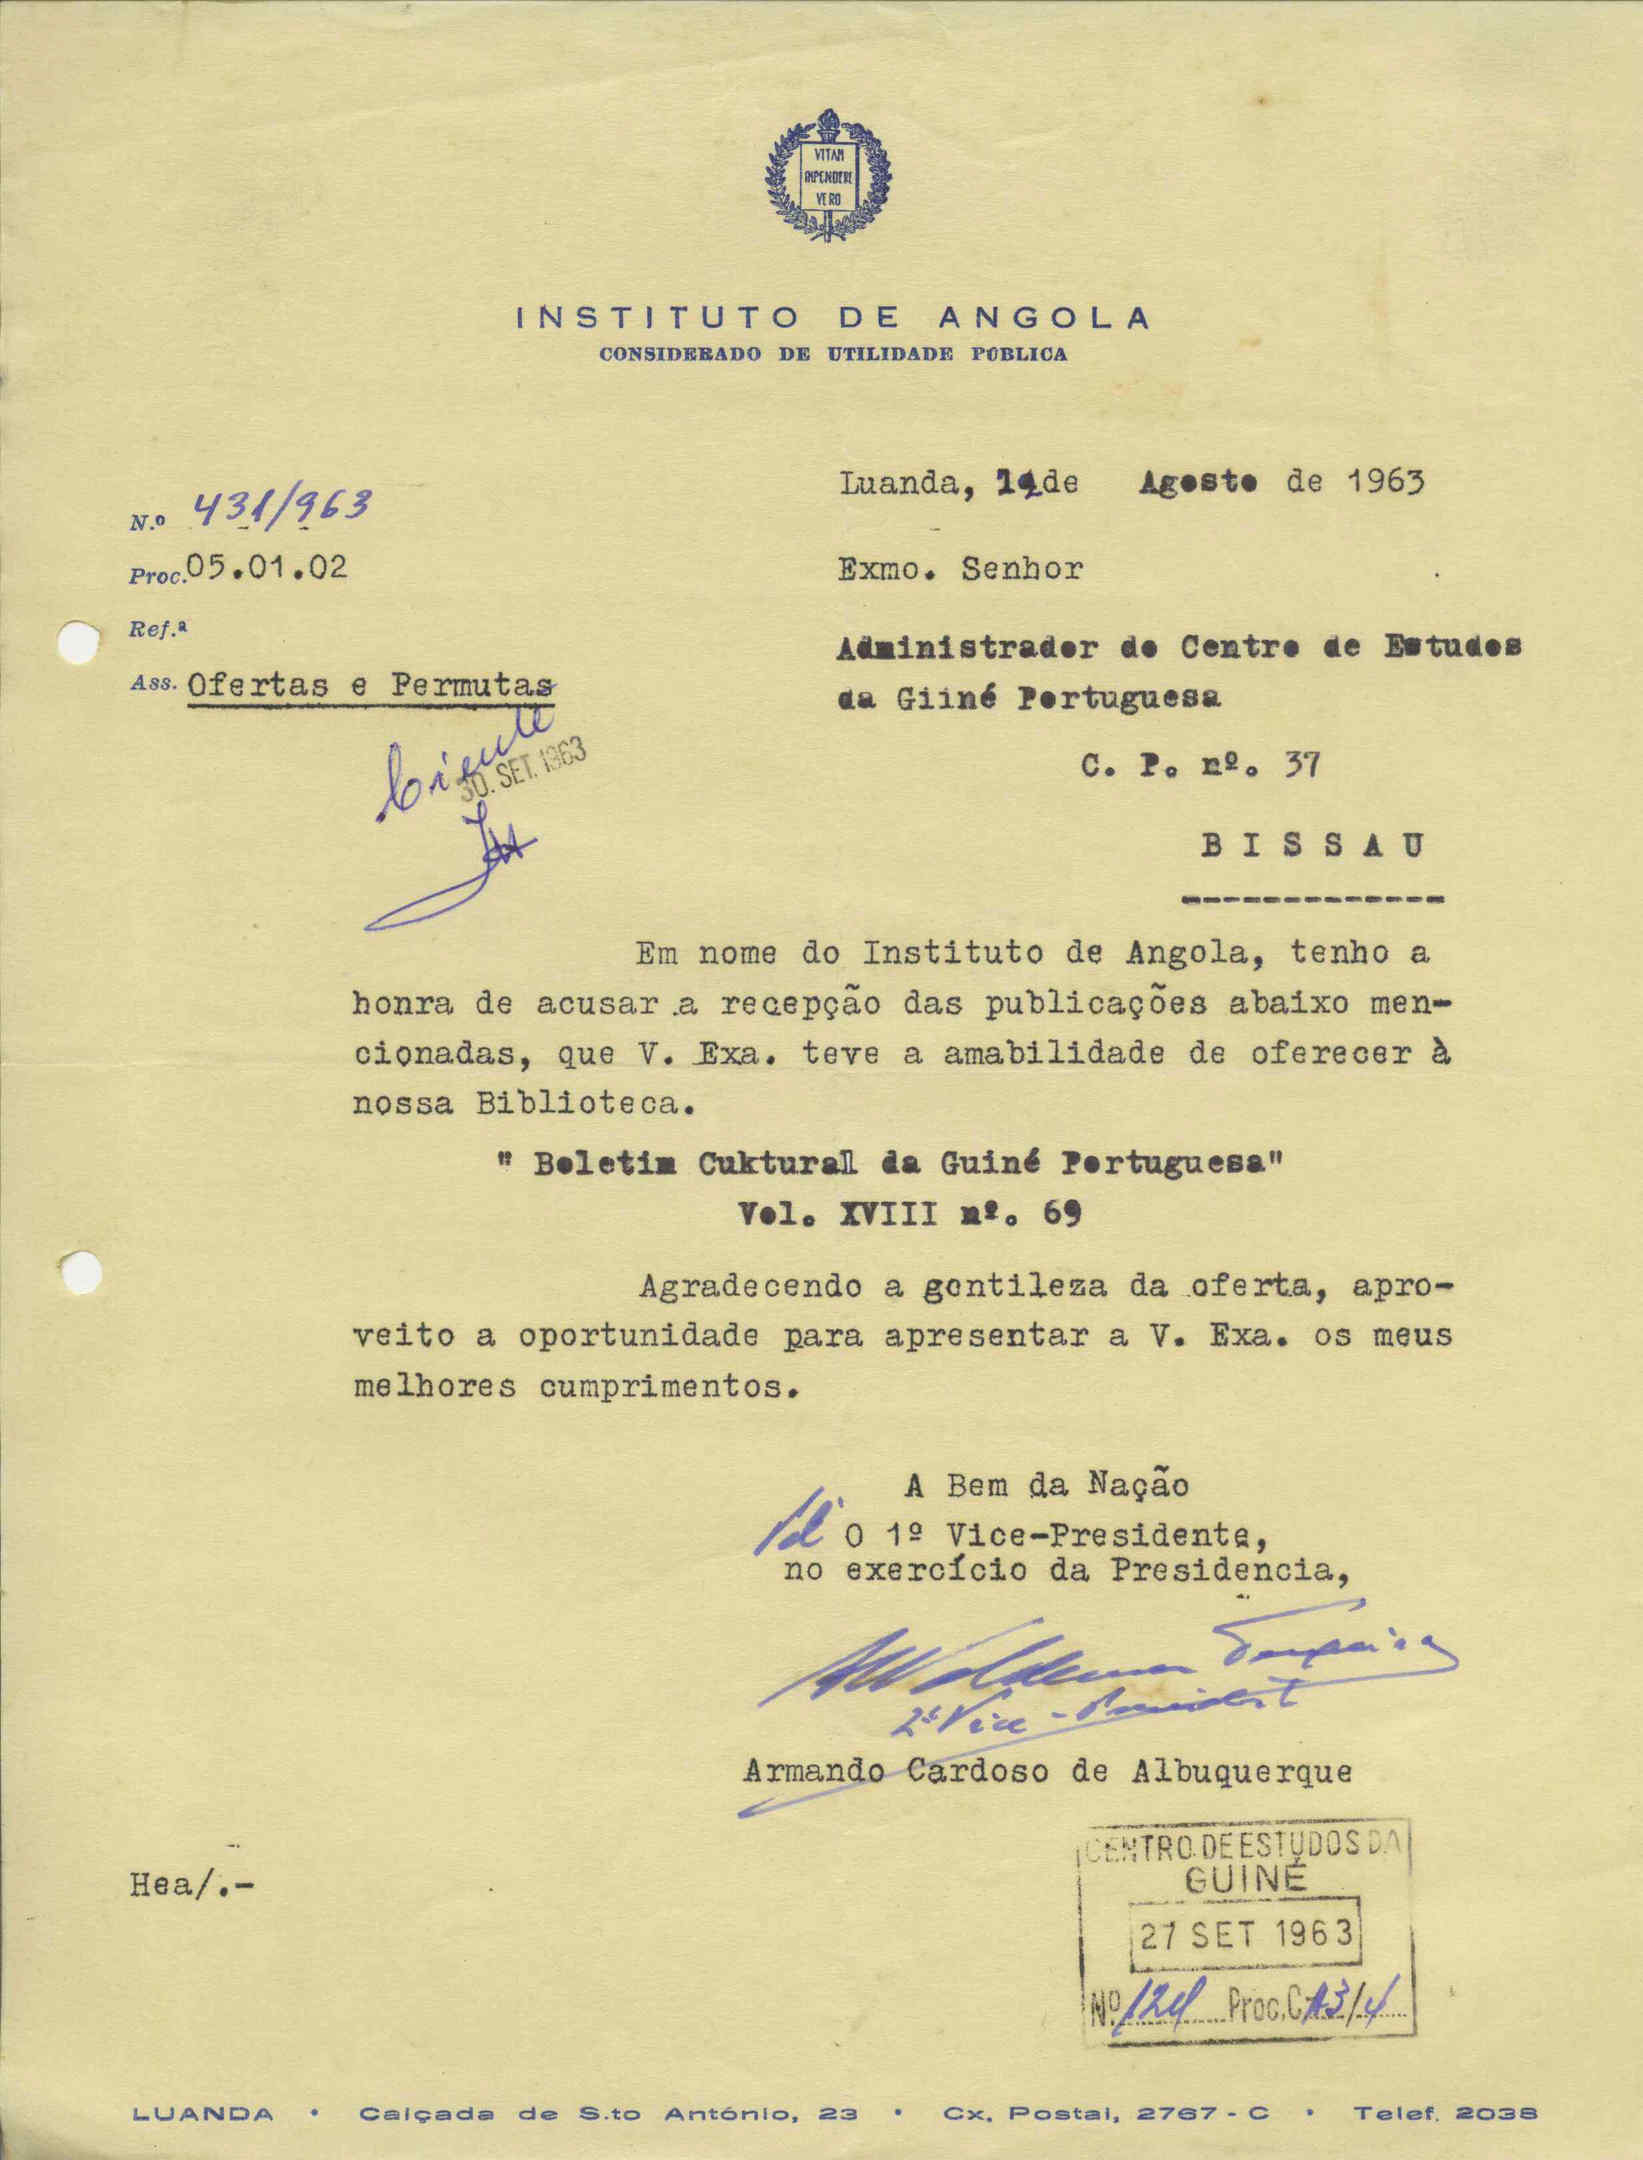 VITAM
IMPENDERE
VERO
INSTITUTO DE ANGOLA
CONSIDERADO DE UTILIDADE PÚBLICA
Luanda, de Agosto de 1963
N.º 431/963
Proc. 05.01.02
Exmo. Senhor
Ref.ª
Administrador do Centro de Estudos
Ass. Ofertas e Permutas
da Giiné Portuguesa
Ciente
30. SET. 1963
C. P. nº. 37
BISSAU
-------------
Em nome do Instituto de Angola, tenho a
honra de acusar a recepção das publicações abaixo men-
cionadas, que V. Exa. teve a amabilidade de oferecer à
nossa Biblioteca.
" Boletim Cuktural da Guiné Portuguesa"
Vol. XVIII nº. 69
Agradecendo a gentileza da oferta, apro-
veito a oportunidade para apresentar a V. Exa. os meus
melhores cumprimentos.
A Bem da Nação
O 1º Vice-Presidente,
no exercício da Presidencia,
2º Vice-Presidente
Armando Cardoso de Albuquerque
CENTRO DE ESTUDOS DA
GUINÉ
Hea/.-
27 SET 1963
Nº 124 Proc. C-A3/4
LUANDA • Calçada de S.to António, 23 • Cx. Postal, 2767-C • Telef. 2038